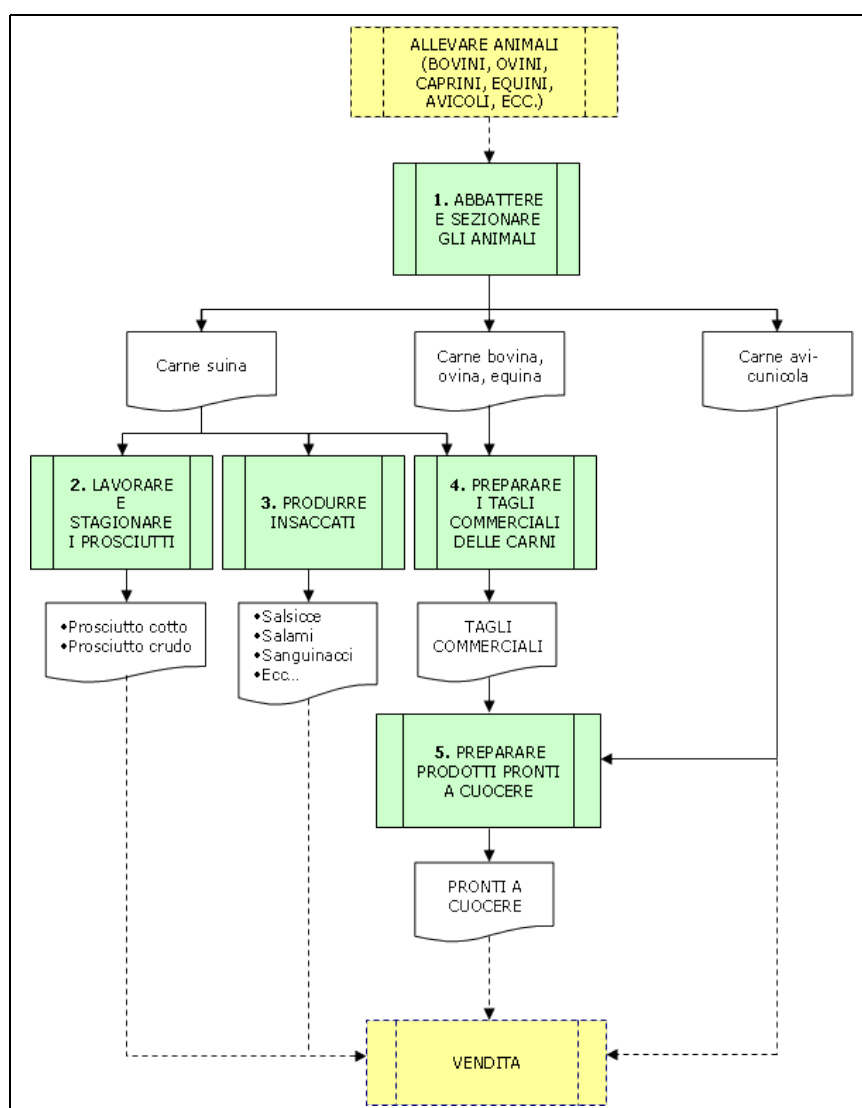 ALLEVARE ANIMALI
(BOVINI, OVINI,
CAPRINI, EQUINI,
AVICOLI, ECC.)
1. ABBATTERE
E SEZIONARE
GLI ANIMALI
Carne suina
Carne bovina,
ovina, equina
Carne avi-
cunicola
2. LAVORARE
E
STAGIONARE
I PROSCIUTTI
3. PRODURRE
INSACCATI
4. PREPARARE
I TAGLI
COMMERCIALI
DELLE CARNI
•Prosciutto cotto
•Prosciutto crudo
•Salsicce
•Salami
•Sanguinacci
•Ecc...
TAGLI
COMMERCIALI
5. PREPARARE
PRODOTTI PRONTI
A CUOCERE
PRONTI A
CUOCERE
VENDITA